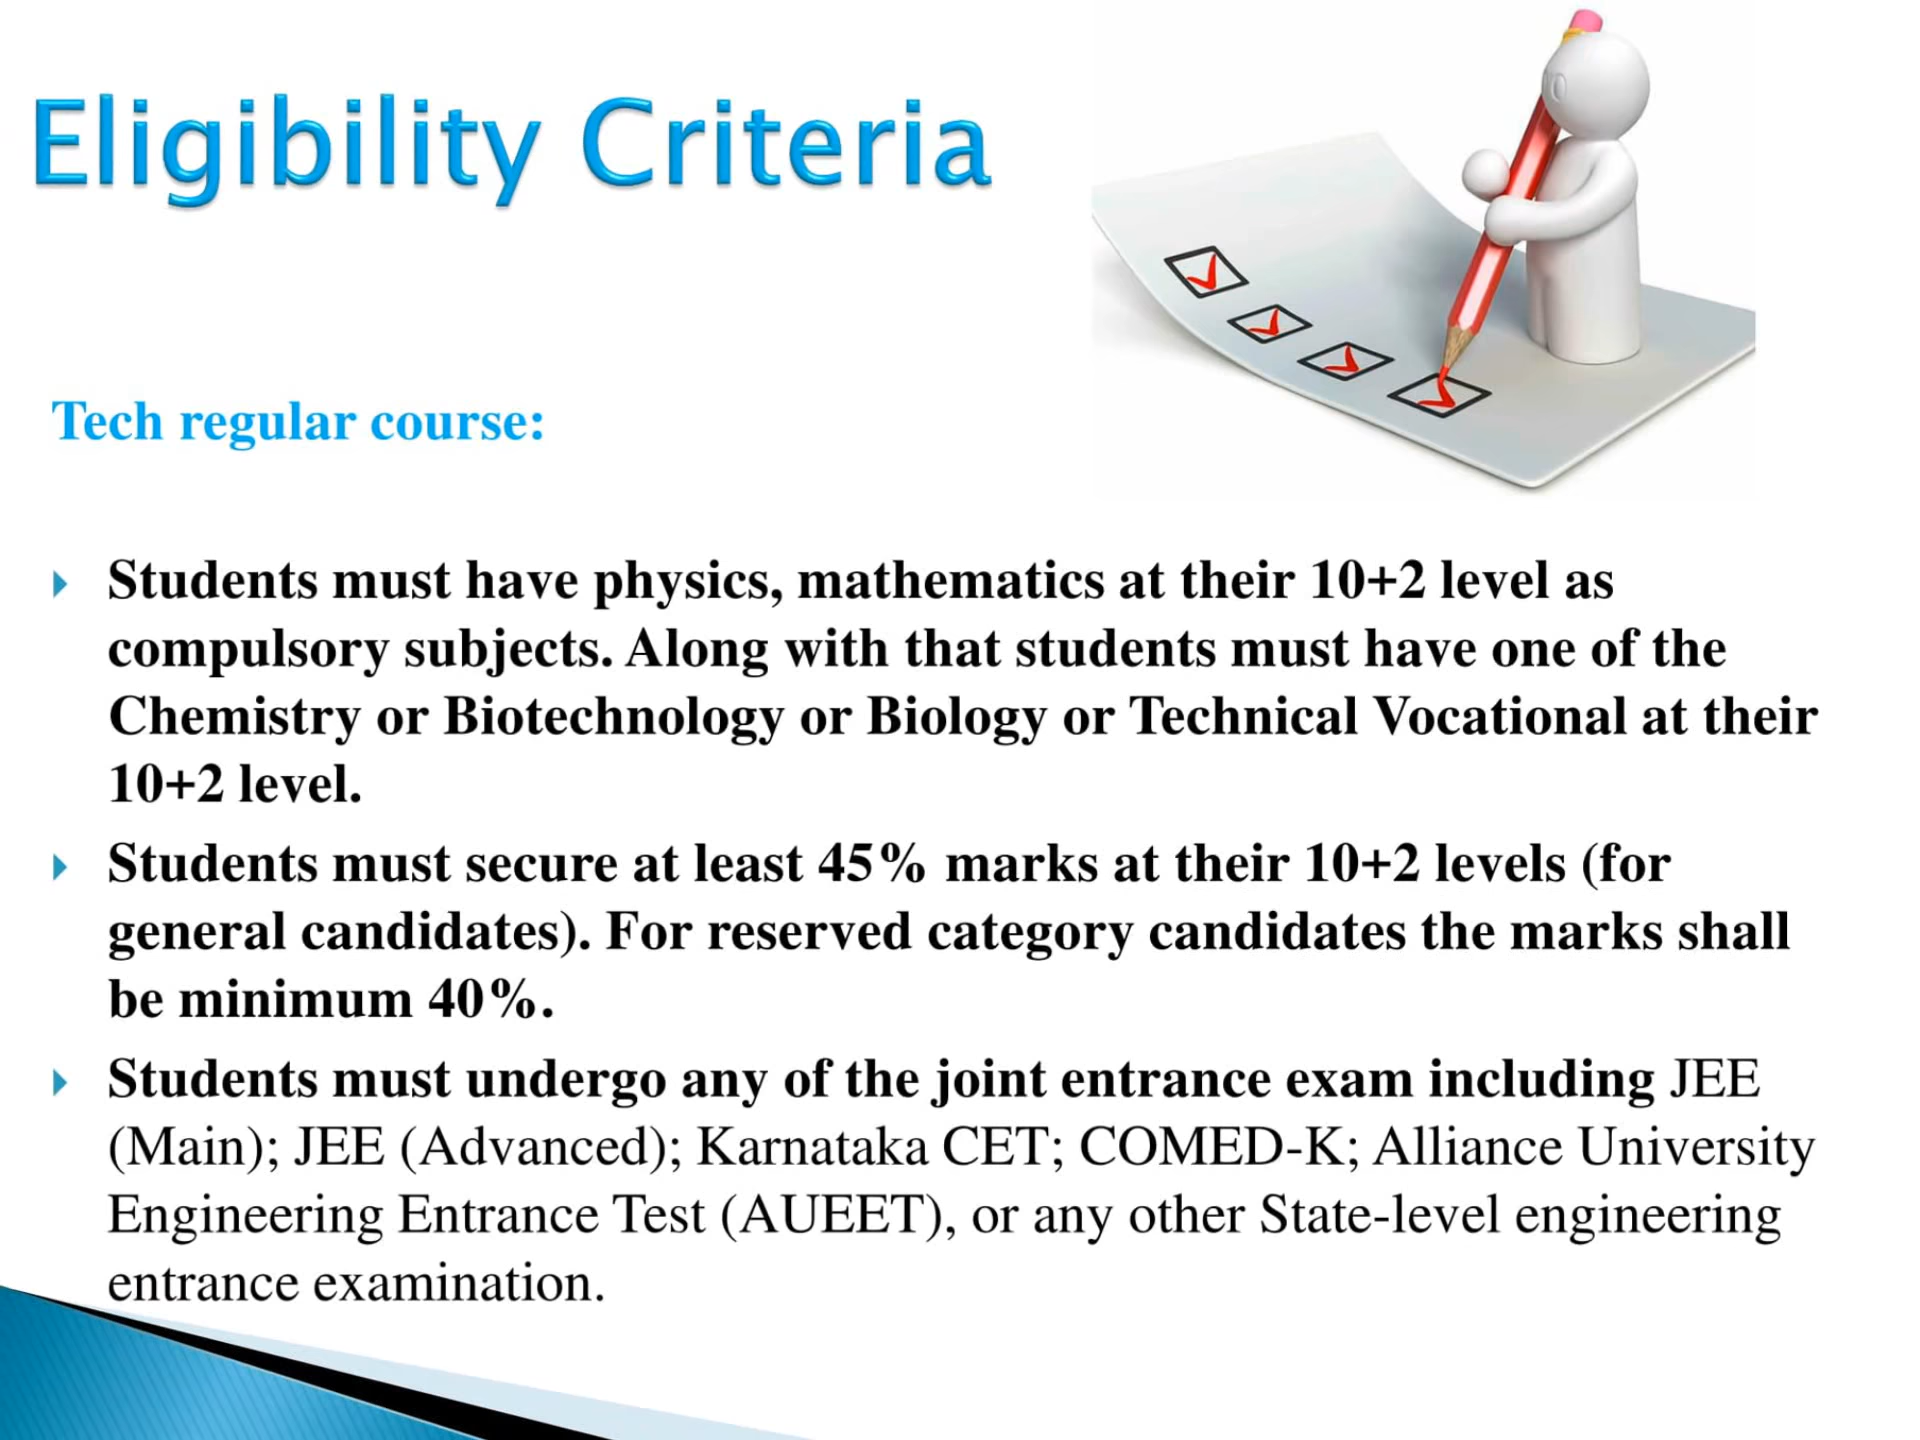 Eligibility Criteria
Tech regular course:
Students must have physics, mathematics at their 10+2 level as
compulsory subjects. Along with that students must have one of the
Chemistry or Biotechnology or Biology or Technical Vocational at their
10+2 level.
Students must secure at least 45% marks at their 10+2 levels (for
general candidates). For reserved category candidates the marks shall
be minimum 40%.
Students must undergo any of the joint entrance exam including JEE
(Main); JEE (Advanced); Karnataka CET; COMED-K; Alliance University
Engineering Entrance Test (AUEET), or any other State-level engineering
entrance examination.